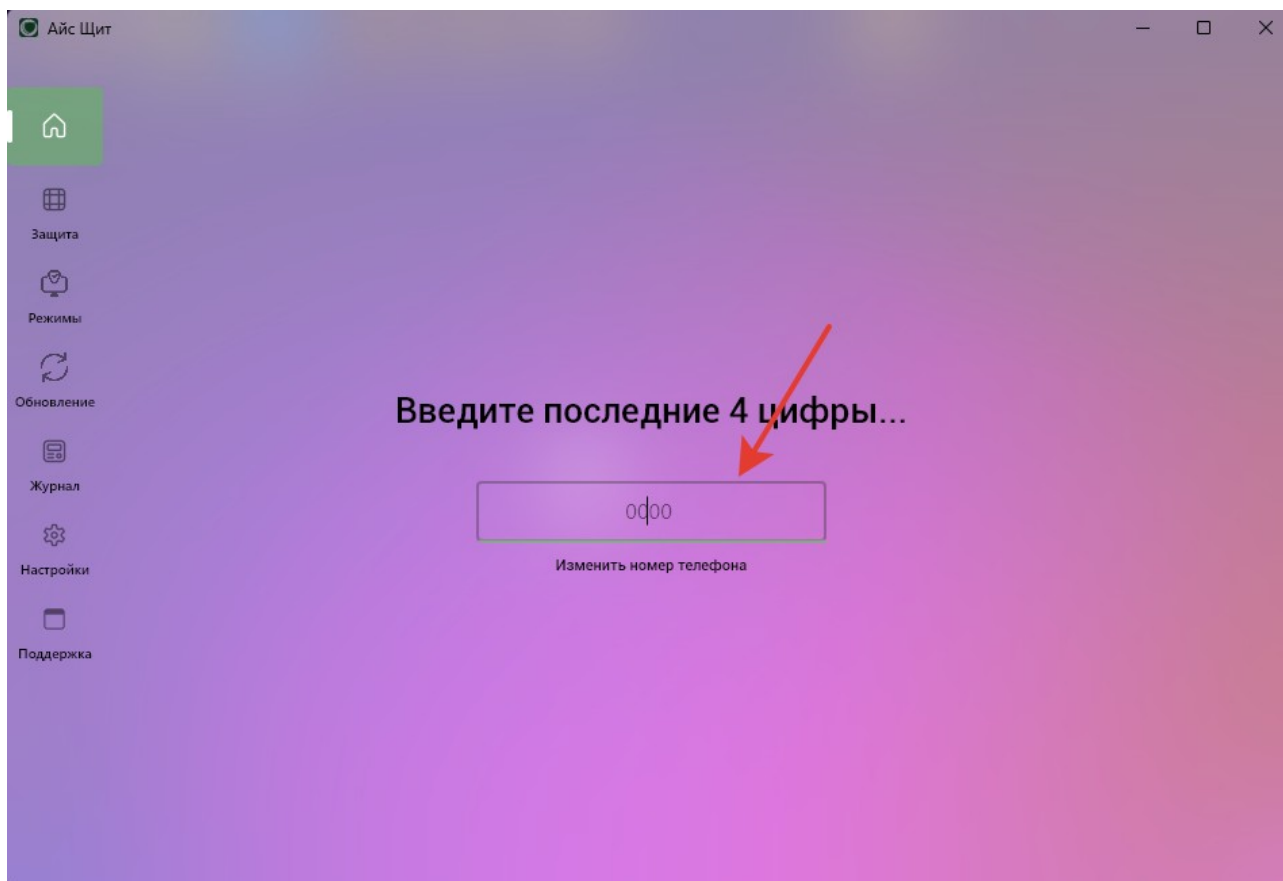 Айс Щит
Защита
Режимы
Обновление
Журнал
Настройки
Поддержка
Введите последние 4 цифры...
0000
Изменить номер телефона